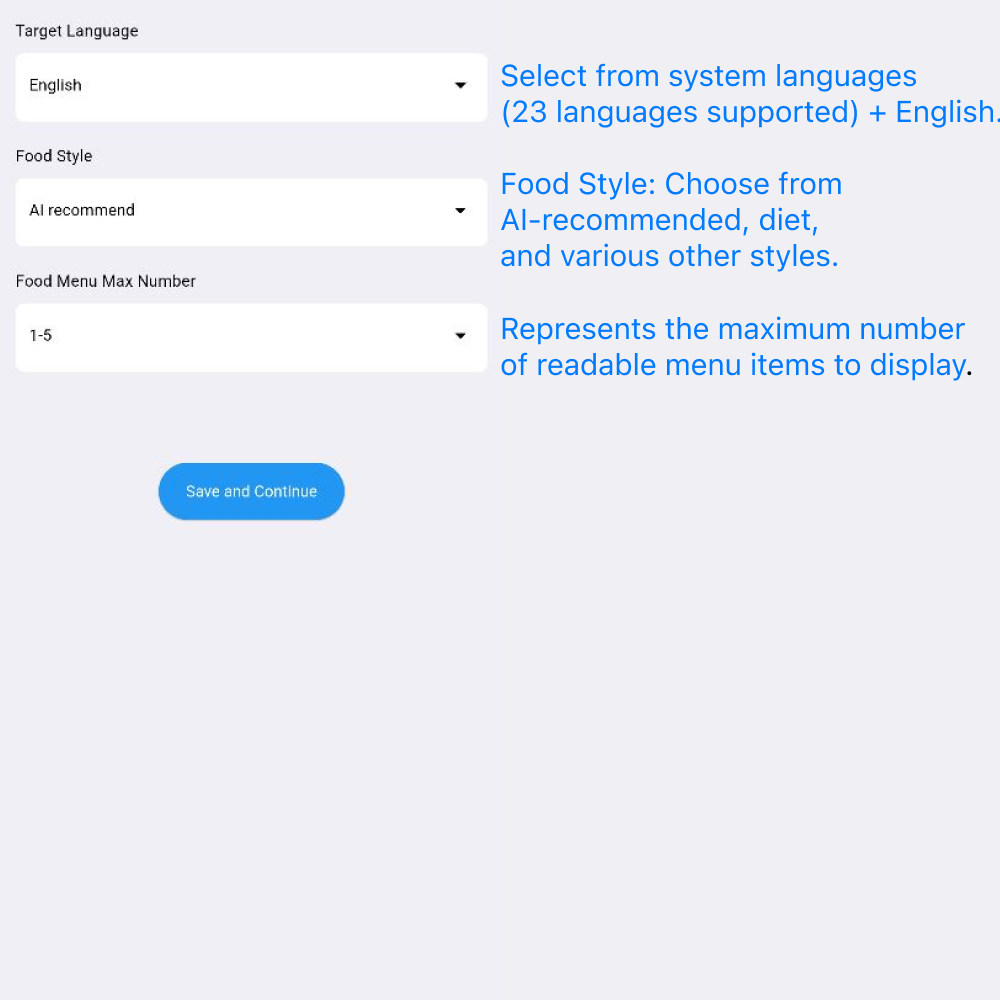 Target Language
English
Select from system languages
(23 languages supported) + English.
Food Style
AI recommend
Food Style: Choose from
AI-recommended, diet,
and various other styles.
Food Menu Max Number
1-5
Represents the maximum number
of readable menu items to display.
Save and Continue